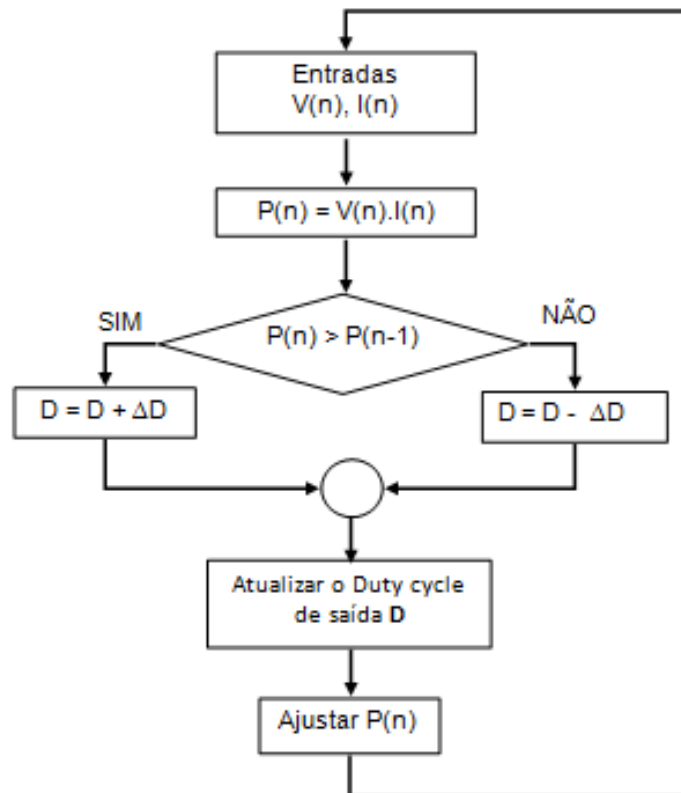 Entradas
V(n), I(n)
P(n) = V(n).I(n)
P(n) > P(n-1)
SIM
NÃO
D = D + ΔD
D = D - ΔD
Atualizar o Duty cycle
de saída D
Ajustar P(n)